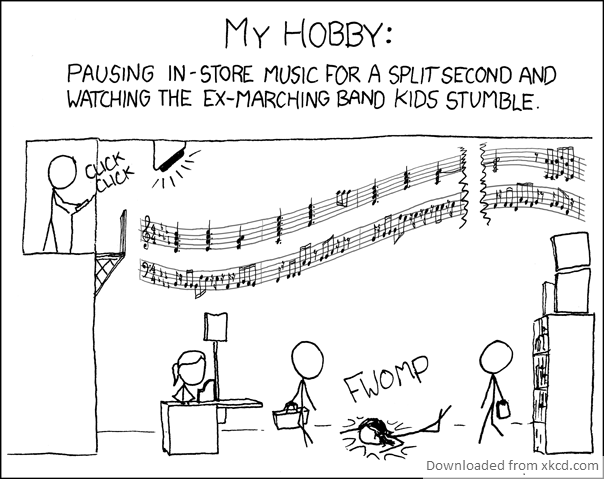 MY HOBBY:
PAUSING IN-STORE MUSIC FOR A SPLIT SECOND AND
WATCHING THE EX-MARCHING BAND KIDS STUMBLE.
CLICK
CLICK
FWOMP
Downloaded from xkcd.com